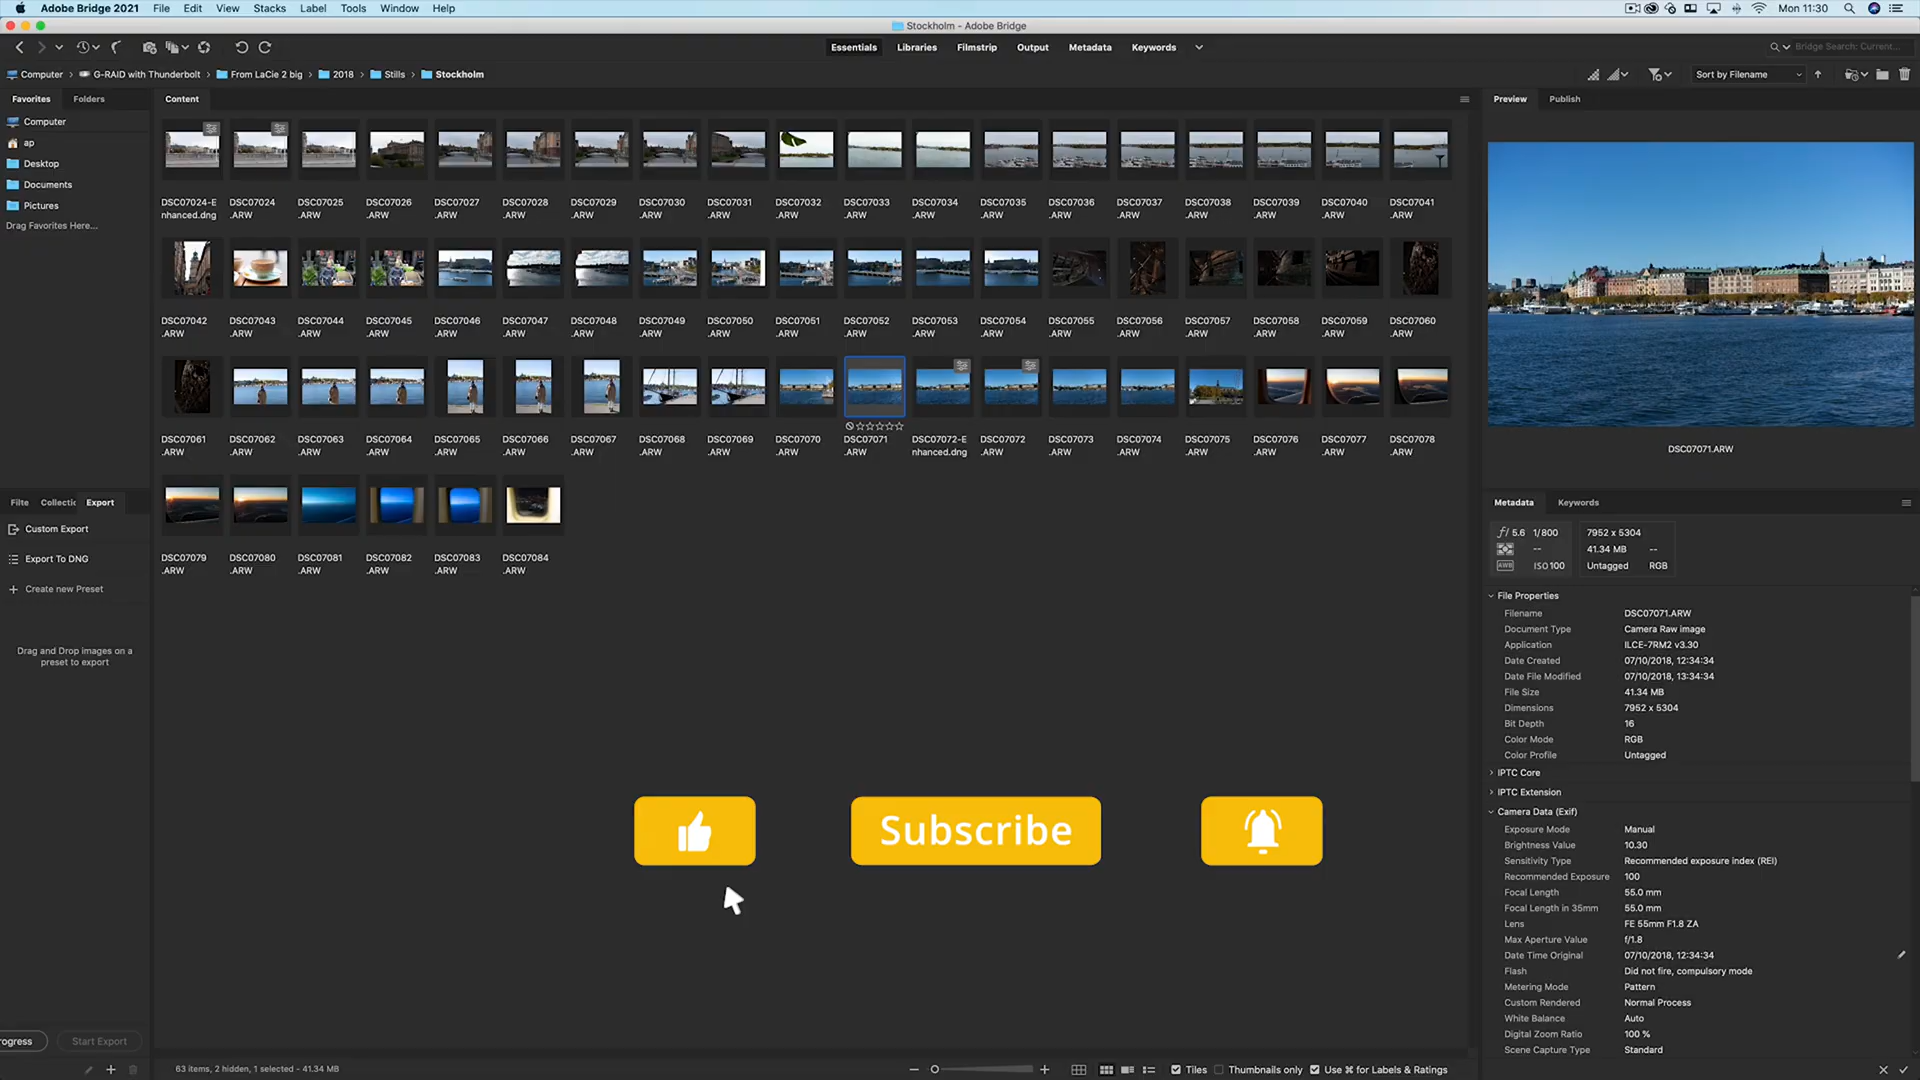 Adobe Bridge 2021 File Edit View Stacks Label Tools Window Help Mon 11:30
Stockholm - Adobe Bridge
Essentials Libraries Filmstrip Output Metadata Keywords Bridge Search: Current...
Computer G-RAID with Thunderbolt From LaCie 2 big 2018 Stills Stockholm Sort by Filename
Favorites Folders Content Preview Publish
Computer
ap
Desktop
Documents
Pictures
Drag Favorites Here...
DSC07024-E DSC07024 DSC07025 DSC07026 DSC07027 DSC07028 DSC07029 DSC07030 DSC07031 DSC07032 DSC07033 DSC07034 DSC07035 DSC07036 DSC07037 DSC07038 DSC07039 DSC07040 DSC07041
nhanced.dng .ARW .ARW .ARW .ARW .ARW .ARW .ARW .ARW .ARW .ARW .ARW .ARW .ARW .ARW .ARW .ARW .ARW .ARW
DSC07042 DSC07043 DSC07044 DSC07045 DSC07046 DSC07047 DSC07048 DSC07049 DSC07050 DSC07051 DSC07052 DSC07053 DSC07054 DSC07055 DSC07056 DSC07057 DSC07058 DSC07059 DSC07060
.ARW .ARW .ARW .ARW .ARW .ARW .ARW .ARW .ARW .ARW .ARW .ARW .ARW .ARW .ARW .ARW .ARW .ARW .ARW
DSC07061 DSC07062 DSC07063 DSC07064 DSC07065 DSC07066 DSC07067 DSC07068 DSC07069 DSC07070 DSC07071 DSC07072-E DSC07072 DSC07073 DSC07074 DSC07075 DSC07076 DSC07077 DSC07078
.ARW .ARW .ARW .ARW .ARW .ARW .ARW .ARW .ARW .ARW .ARW nhanced.dng .ARW .ARW .ARW .ARW .ARW .ARW .ARW
DSC07079 DSC07080 DSC07081 DSC07082 DSC07083 DSC07084
.ARW .ARW .ARW .ARW .ARW .ARW
DSC07071.ARW
Filte Collectic Export
Custom Export
Export To DNG
Create new Preset
Drag and Drop images on a
preset to export
Metadata Keywords
f/ 5.6 1/800 7952 x 5304
-- 41.34 MB --
AWB ISO100 Untagged RGB
File Properties
Filename DSC07071.ARW
Document Type Camera Raw image
Application ILCE-7RM2 v3.30
Date Created 07/10/2018, 12:34:34
Date File Modified 07/10/2018, 13:34:34
File Size 41.34 MB
Dimensions 7952 x 5304
Bit Depth 16
Color Mode RGB
Color Profile Untagged
IPTC Core
IPTC Extension
Camera Data (Exif)
Exposure Mode Manual
Brightness Value 10.30
Sensitivity Type Recommended exposure index (REI)
Recommended Exposure 100
Focal Length 55.0 mm
Focal Length in 35mm 55.0 mm
Lens FE 55mm F1.8 ZA
Max Aperture Value f/1.8
Date Time Original 07/10/2018, 12:34:34
Flash Did not fire, compulsory mode
Metering Mode Pattern
Custom Rendered Normal Process
White Balance Auto
Digital Zoom Ratio 100 %
Scene Capture Type Standard
Subscribe
rogress Start Export
63 items, 2 hidden, 1 selected - 41.34 MB Tiles Thumbnails only Use ⌘ for Labels & Ratings